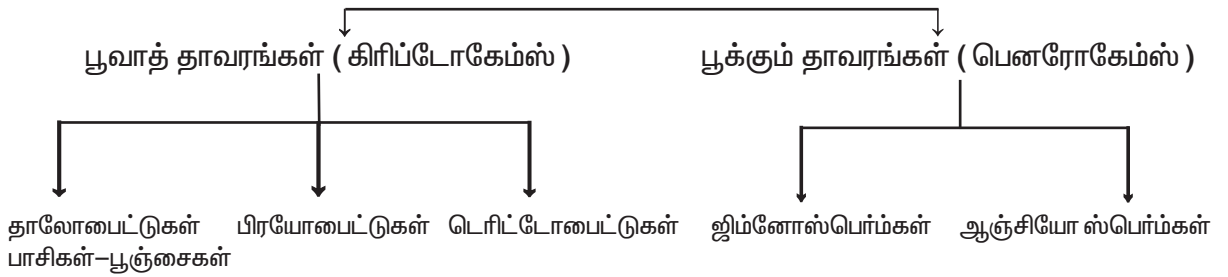 பூவாத் தாவரங்கள் ( கிரிப்டோகேம்ஸ் ) பூக்கும் தாவரங்கள் ( பெனரோகேம்ஸ் )
தாலோபைட்டுகள் பிரயோபைட்டுகள் டெரிட்டோபைட்டுகள் ஜிம்னோஸ்பெர்ம்கள் ஆஞ்சியோ ஸ்பெர்ம்கள்
பாசிகள்–பூஞ்சைகள்